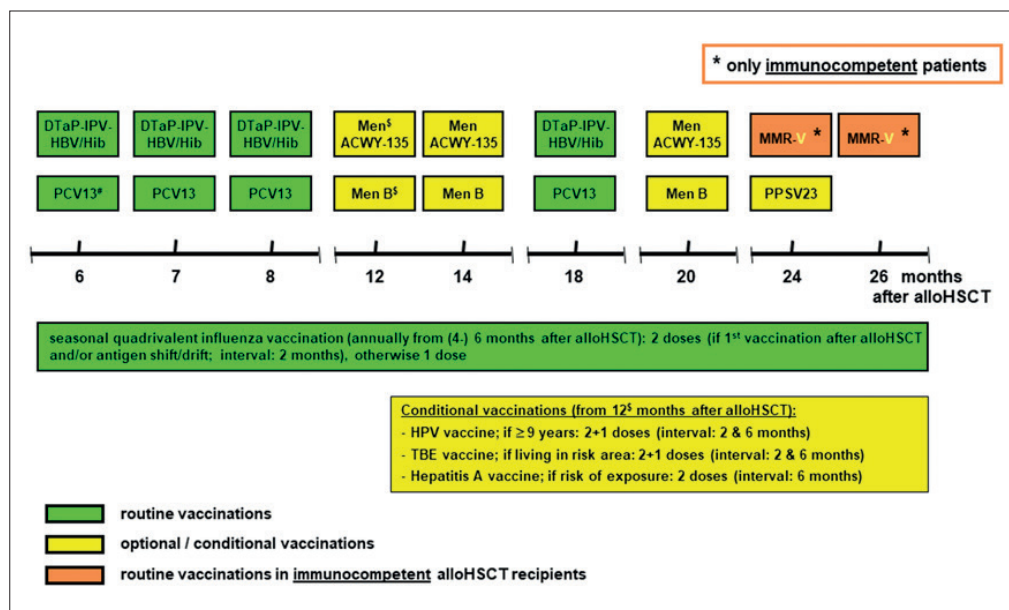 * only immunocompetent patients
DTaP-IPV-
HBV/Hib
DTaP-IPV-
HBV/Hib
DTaP-IPV-
HBV/Hib
Men$
ACWY-135
Men
ACWY-135
DTaP-IPV-
HBV/Hib
Men
ACWY-135
MMR-V *
MMR-V *
PCV13#
PCV13
PCV13
Men B$
Men B
PCV13
Men B
PPSV23
6 7 8 12 14 18 20 24 26 months
after alloHSCT
seasonal quadrivalent influenza vaccination (annually from (4-) 6 months after alloHSCT): 2 doses (if 1st vaccination after alloHSCT
and/or antigen shift/drift; interval: 2 months), otherwise 1 dose
Conditional vaccinations (from 12$ months after alloHSCT):
- HPV vaccine; if ≥ 9 years: 2+1 doses (interval: 2 & 6 months)
- TBE vaccine; if living in risk area: 2+1 doses (interval: 2 & 6 months)
- Hepatitis A vaccine; if risk of exposure: 2 doses (interval: 6 months)
routine vaccinations
optional / conditional vaccinations
routine vaccinations in immunocompetent alloHSCT recipients